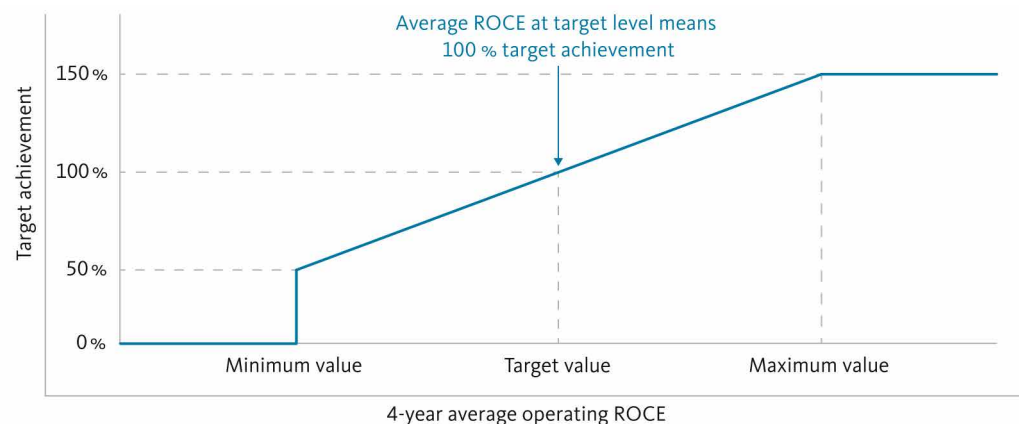 Average ROCE at target level means
100 % target achievement
150 %
100 %
50 %
0 %
Target achievement
Minimum value
Target value
Maximum value
4-year average operating ROCE